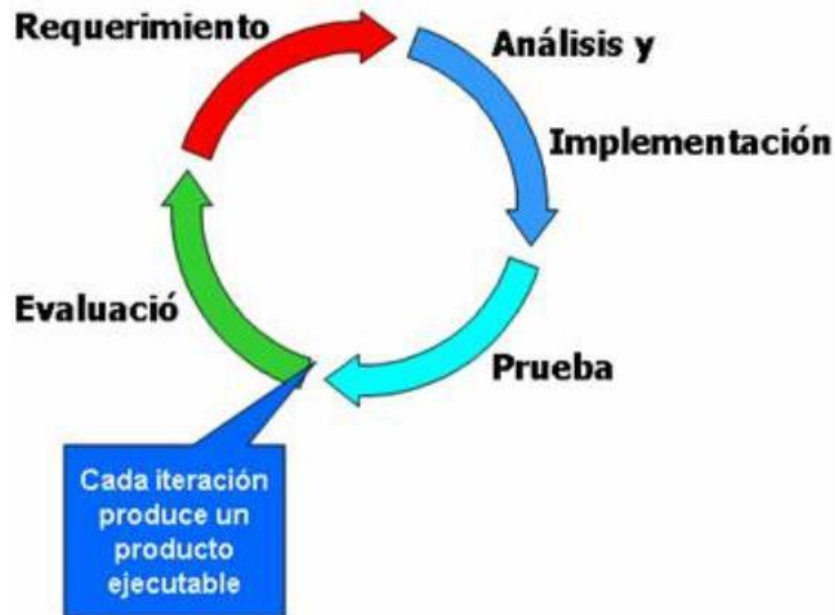 Requerimiento
Análisis y
Implementación
Evaluació
Prueba
Cada iteración
produce un
producto
ejecutable